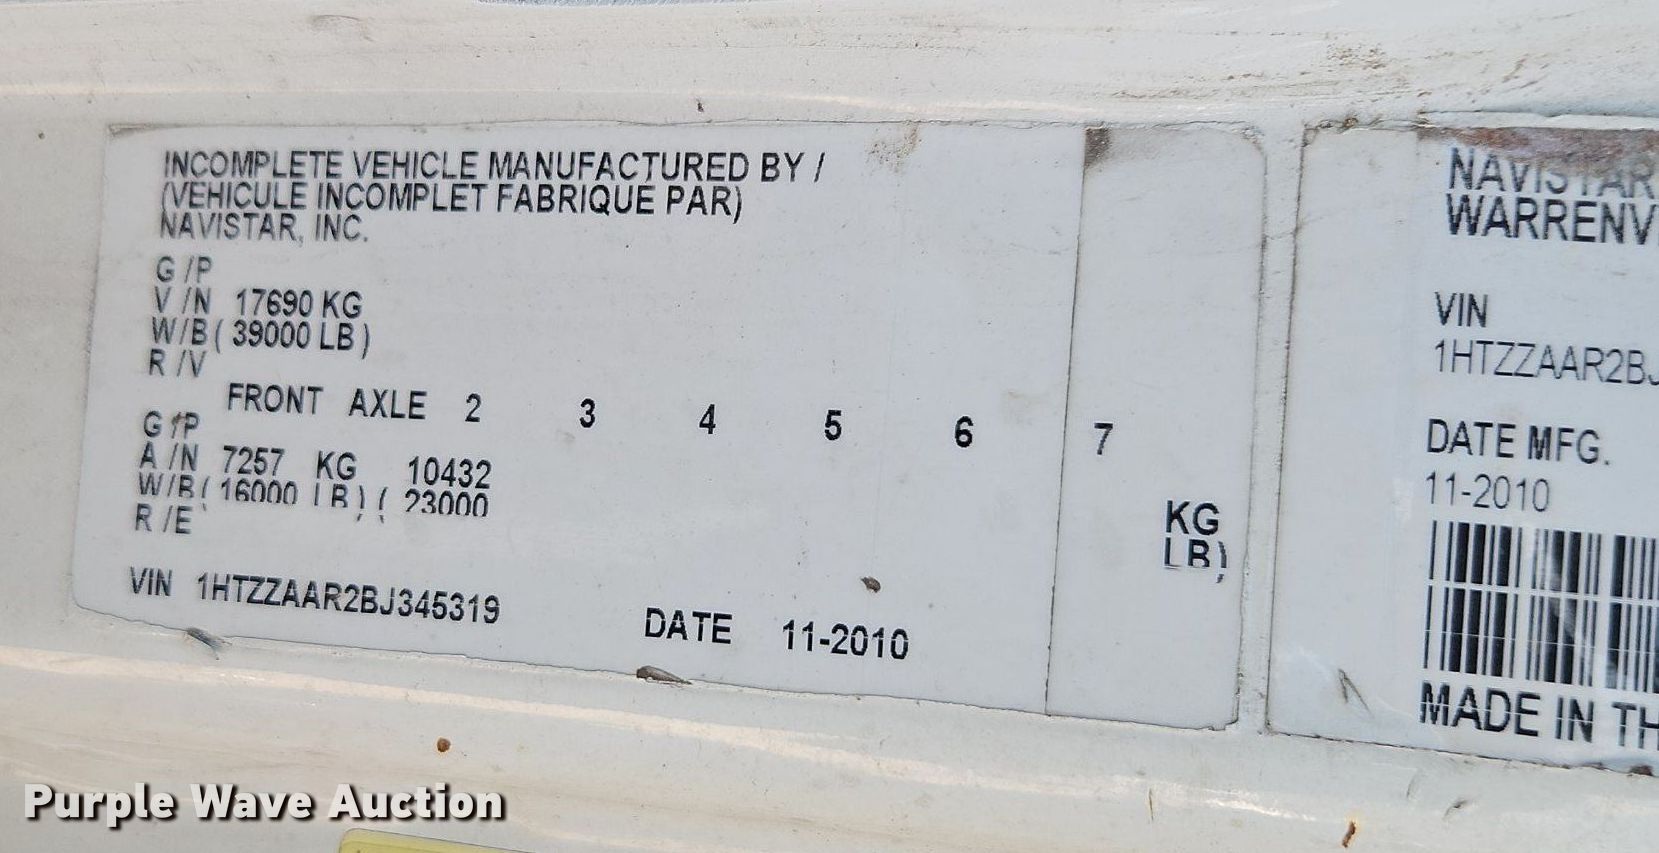 INCOMPLETE VEHICLE MANUFACTURED BY /
(VEHICULE INCOMPLET FABRIQUE PAR)
NAVISTAR, INC.
G /P
V /N 17690 KG
W/B ( 39000 LB )
R /V
FRONT AXLE 2 3 4 5 6 7
G /P
A /N 7257 KG 10432 KG
W/B ( 16000 LB ) ( 23000 LB)
R /E
VIN 1HTZZAAR2BJ345319 DATE 11-2010
NAVISTAR
WARRENV
VIN
1HTZZAAR2BJ
DATE MFG.
11-2010
MADE IN TH
Purple Wave Auction